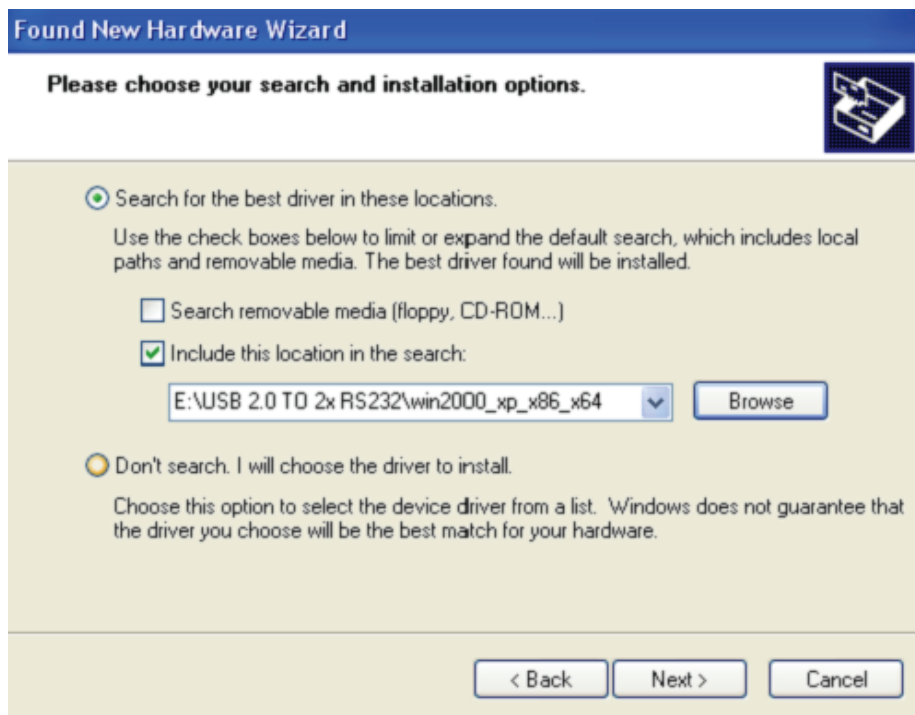 Found New Hardware Wizard
Please choose your search and installation options.
Search for the best driver in these locations.
Use the check boxes below to limit or expand the default search, which includes local
paths and removable media. The best driver found will be installed.
Search removable media (floppy, CD-ROM...)
Include this location in the search:
E:\USB 2.0 TO 2x RS232\win2000_xp_x86_x64
Browse
Don't search. I will choose the driver to install.
Choose this option to select the device driver from a list. Windows does not guarantee that
the driver you choose will be the best match for your hardware.
< Back Next > Cancel